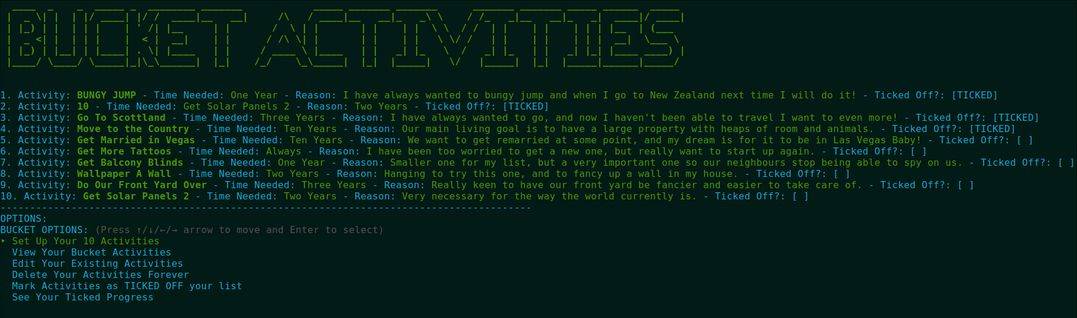 BUCKET ACTIVITIES
1. Activity: BUNGY JUMP - Time Needed: One Year - Reason: I have always wanted to bungy jump and when I go to New Zealand next time I will do it! - Ticked Off?: [TICKED]
2. Activity: 10 - Time Needed: Get Solar Panels 2 - Reason: Two Years - Ticked Off?: [TICKED]
3. Activity: Go To Scottland - Time Needed: Three Years - Reason: I have always wanted to go, and now I haven't been able to travel I want to even more! - Ticked Off?: [TICKED]
4. Activity: Move to the Country - Time Needed: Ten Years - Reason: Our main living goal is to have a large property with heaps of room and animals. - Ticked Off?: [TICKED]
5. Activity: Get Married in Vegas - Time Needed: Ten Years - Reason: We want to get remarried at some point, and my dream is for it to be in Las Vegas Baby! - Ticked Off?: [ ]
6. Activity: Get More Tattoos - Time Needed: Always - Reason: I have been too worried to get a new one, but really want to start up again. - Ticked Off?: [ ]
7. Activity: Get Balcony Blinds - Time Needed: One Year - Reason: Smaller one for my list, but a very important one so our neighbours stop being able to spy on us. - Ticked Off?: [ ]
8. Activity: Wallpaper A Wall - Time Needed: Two Years - Reason: Hanging to try this one, and to fancy up a wall in my house. - Ticked Off?: [ ]
9. Activity: Do Our Front Yard Over - Time Needed: Three Years - Reason: Really keen to have our front yard be fancier and easier to take care of. - Ticked Off?: [ ]
10. Activity: Get Solar Panels 2 - Time Needed: Two Years - Reason: Very necessary for the way the world currently is. - Ticked Off?: [ ]
------------------------------------------------------------------------------------------
OPTIONS:
BUCKET OPTIONS: (Press ↑/↓/←/→ arrow to move and Enter to select)
‣ Set Up Your 10 Activities
View Your Bucket Activities
Edit Your Existing Activities
Delete Your Activities Forever
Mark Activities as TICKED OFF your list
See Your Ticked Progress